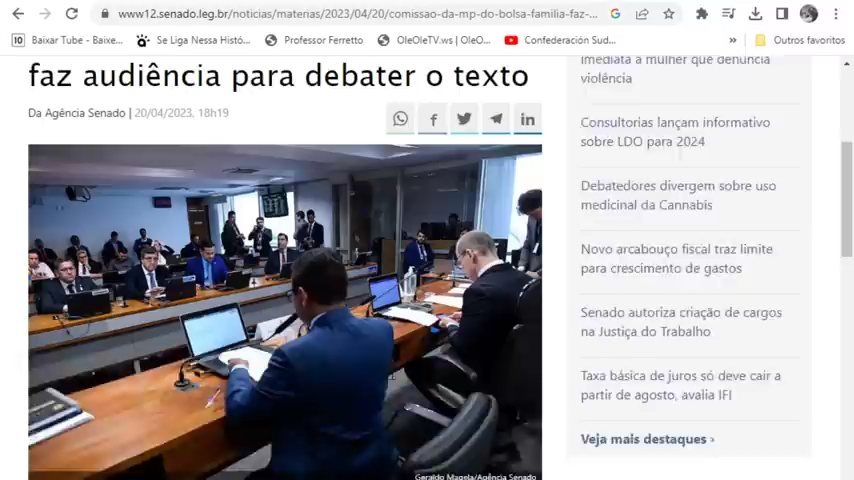 www12.senado.leg.br/noticias/materias/2023/04/20/comissao-da-mp-do-bolsa-familia-faz-...
Baixar Tube - Baixe...
Se Liga Nessa Histó...
Professor Ferretto
OleOleTV.ws | OleO...
Confederación Sud...
»
Outros favoritos
faz audiência para debater o texto
Da Agência Senado | 20/04/2023, 18h19
Geraldo Magela/Agência Senado
imediata à mulher que denuncia
violência
Consultorias lançam informativo
sobre LDO para 2024
Debatedores divergem sobre uso
medicinal da Cannabis
Novo arcabouço fiscal traz limite
para crescimento de gastos
Senado autoriza criação de cargos
na Justiça do Trabalho
Taxa básica de juros só deve cair a
partir de agosto, avalia IFI
Veja mais destaques ›